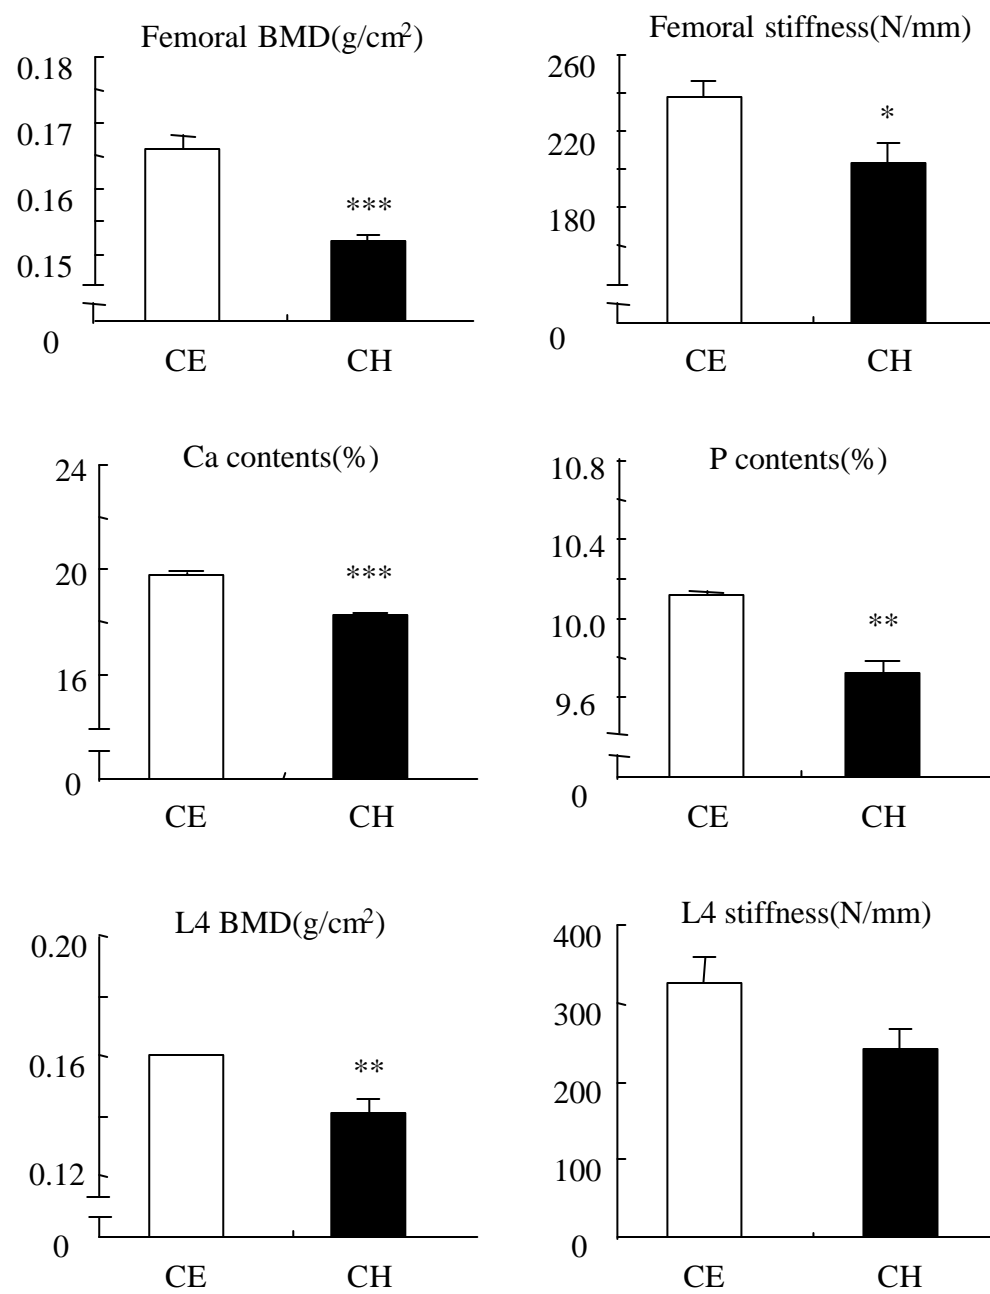 Femoral BMD(g/cm²)
0.18
0.17
0.16
0.15
0
***
CE
CH
Femoral stiffness(N/mm)
260
220
180
0
*
CE
CH
Ca contents(%)
24
20
16
0
***
CE
CH
P contents(%)
10.8
10.4
10.0
9.6
0
**
CE
CH
L4 BMD(g/cm²)
0.20
0.16
0.12
0
**
CE
CH
L4 stiffness(N/mm)
400
300
200
100
0
CE
CH